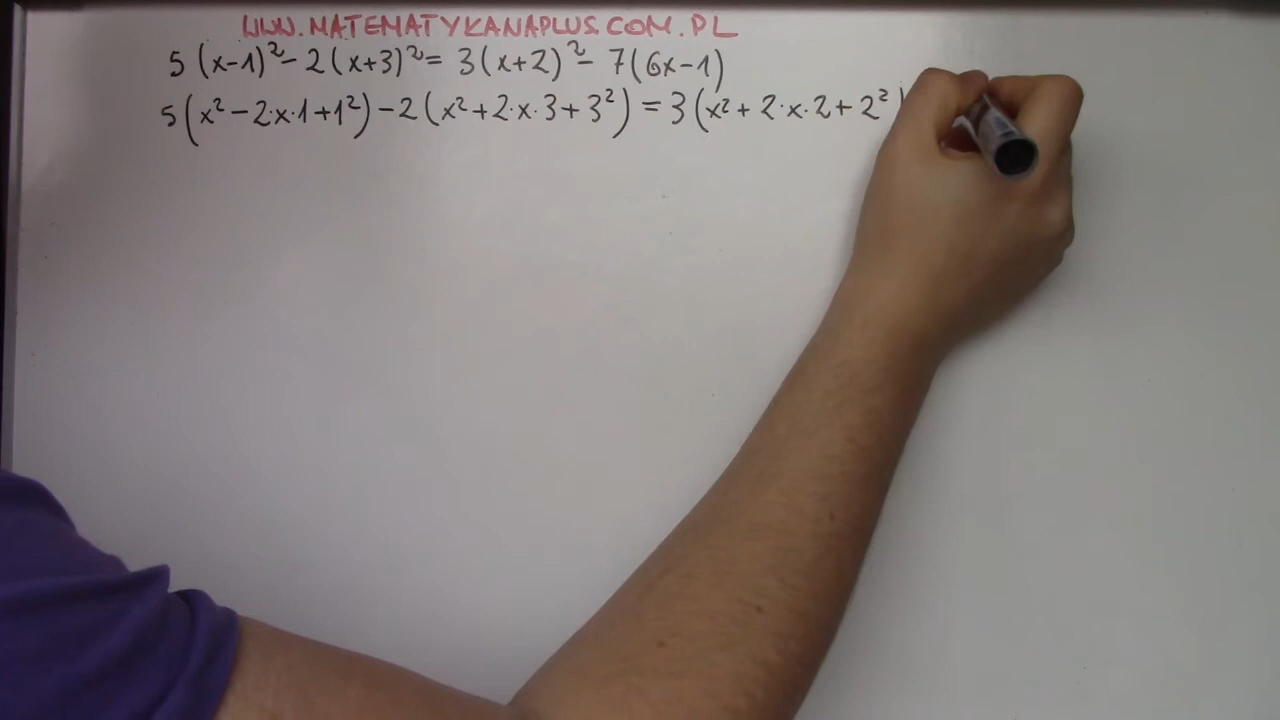 WWW.MATEMATYKANAPLUS.COM.PL
5(x-1)²-2(x+3)²=3(x+2)²-7(6x-1)
5(x²-2·x·1+1²)-2(x²+2·x·3+3²)=3(x²+2·x·2+2²)